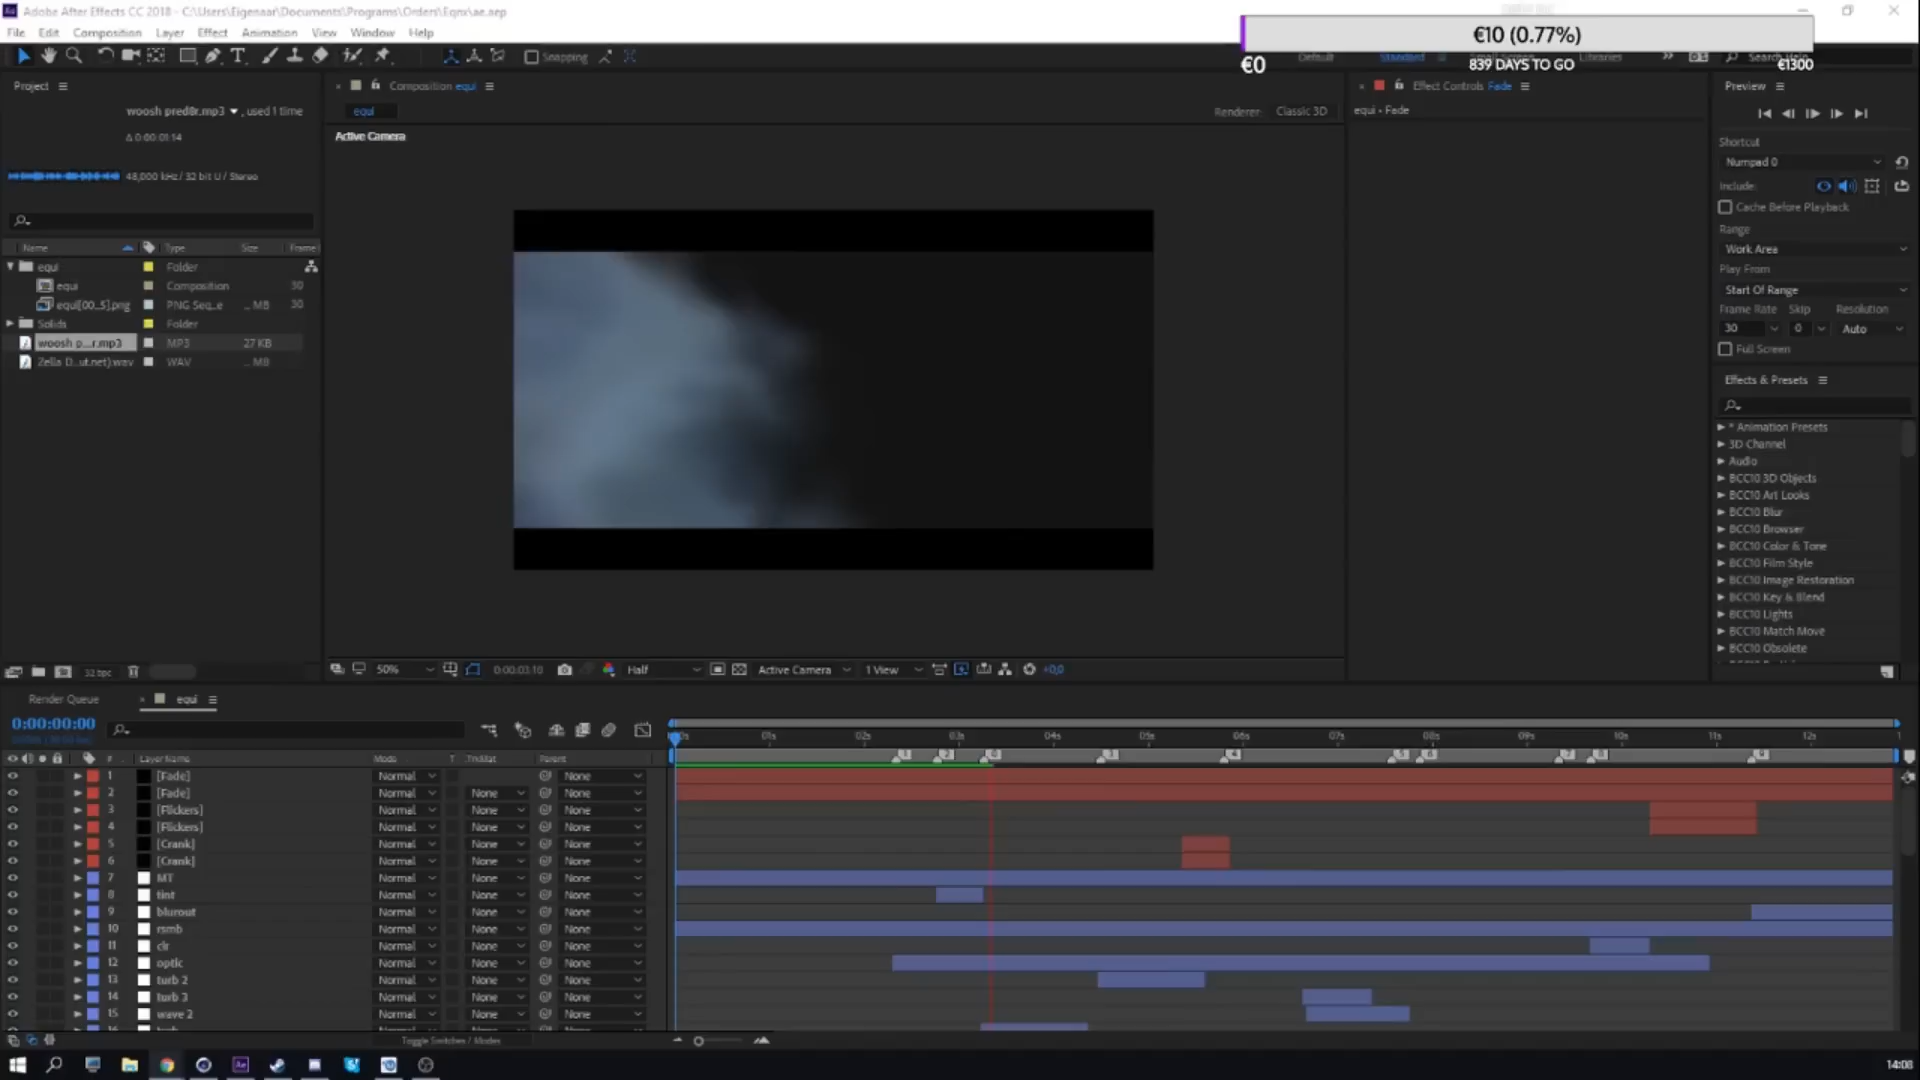 Adobe After Effects CC 2018 - C:\Users\Eigenaar\Documents\Programs\Orders\Eqnx\ae.aep
File Edit Composition Layer Effect Animation View Window Help
€10 (0.77%)
€0 839 DAYS TO GO €1300
Snapping Default Standard Small Screen Libraries Search Help
Project
woosh pred8r.mp3 , used 1 time
Δ 0:00:01:14
48,000 kHz / 32 bit U / Stereo
Composition equi
equi
Renderer: Classic 3D
Active Camera
Effect Controls Fade
equi • Fade
Preview
Shortcut
Numpad 0
Include:
Cache Before Playback
Range
Work Area
Play From
Start Of Range
Frame Rate Skip Resolution
30 0 Auto
Full Screen
Effects & Presets
* Animation Presets
3D Channel
Audio
BCC10 3D Objects
BCC10 Art Looks
BCC10 Blur
BCC10 Browser
BCC10 Color & Tone
BCC10 Film Style
BCC10 Image Restoration
BCC10 Key & Blend
BCC10 Lights
BCC10 Match Move
BCC10 Obsolete
Name Type Size Frame
equi Folder
equi Composition 30
equi[00_5].png PNG Seq_e ... MB 30
Solids Folder
woosh p...r.mp3 MP3 27 KB
Zella D...ut.net).wav WAV ... MB
32 bpc
50% 0:00:03:10 Half Active Camera 1 View +0,0
Render Queue equi
0:00:00:00
01s 02s 03s 04s 05s 06s 07s 08s 09s 10s 11s 12s
# Layer Name Mode T TrkMat Parent
1 [Fade] Normal None
2 [Fade] Normal None None
3 [Flickers] Normal None None
4 [Flickers] Normal None None
5 [Crank] Normal None None
6 [Crank] Normal None None
7 MT Normal None None
8 tint Normal None None
9 blurout Normal None None
10 rsmb Normal None None
11 clr Normal None None
12 optic Normal None None
13 turb 2 Normal None None
14 turb 3 Normal None None
15 wave 2 Normal None None
Toggle Switches / Modes
14:08